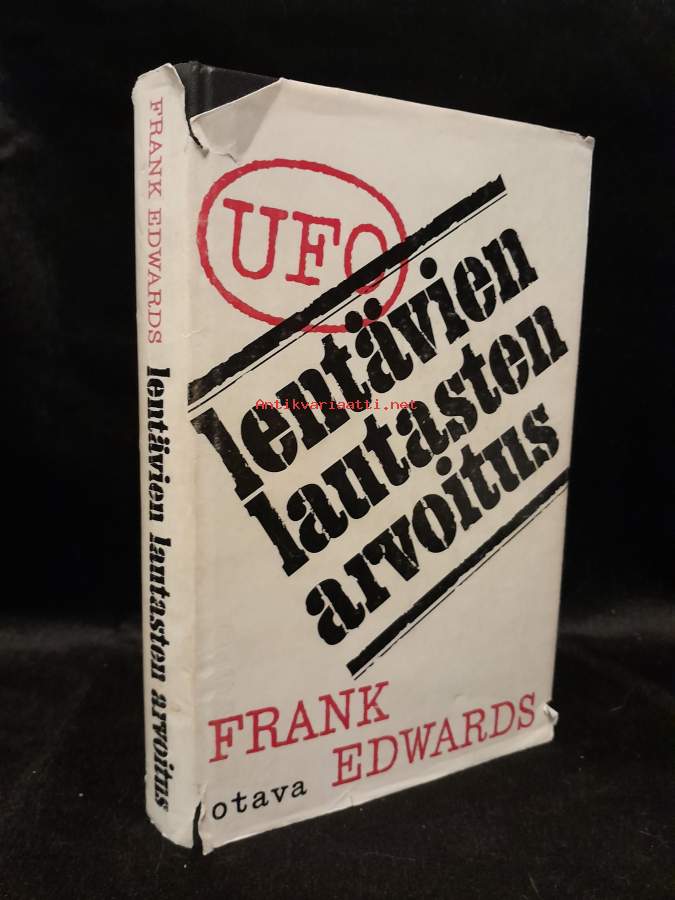 FRANK EDWARDS lentävien lautasten arvoitus
UFO
lentävien
lautasten
arvoitus
Antikvariaatti.net
FRANK
EDWARDS
otava